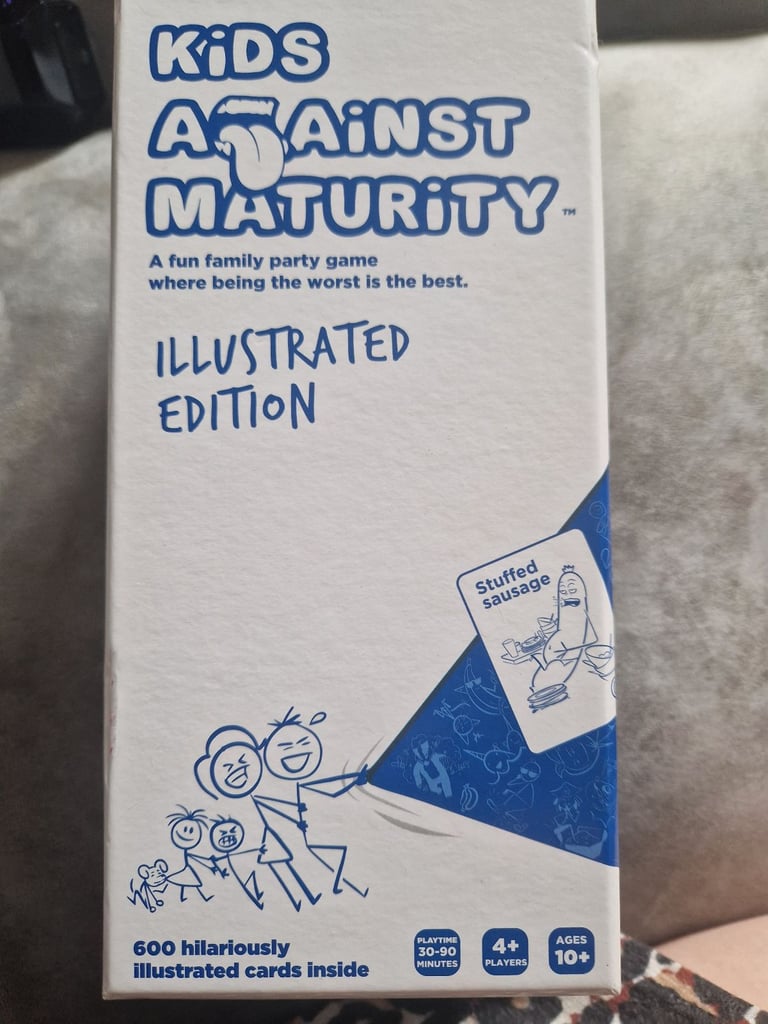 KiDS
AGAiNST
MATURiTY™
A fun family party game
where being the worst is the best.
ILLUSTRATED
EDITION
Stuffed
sausage
600 hilariously
illustrated cards inside
PLAYTIME
30-90
MINUTES
4+
PLAYERS
AGES
10+